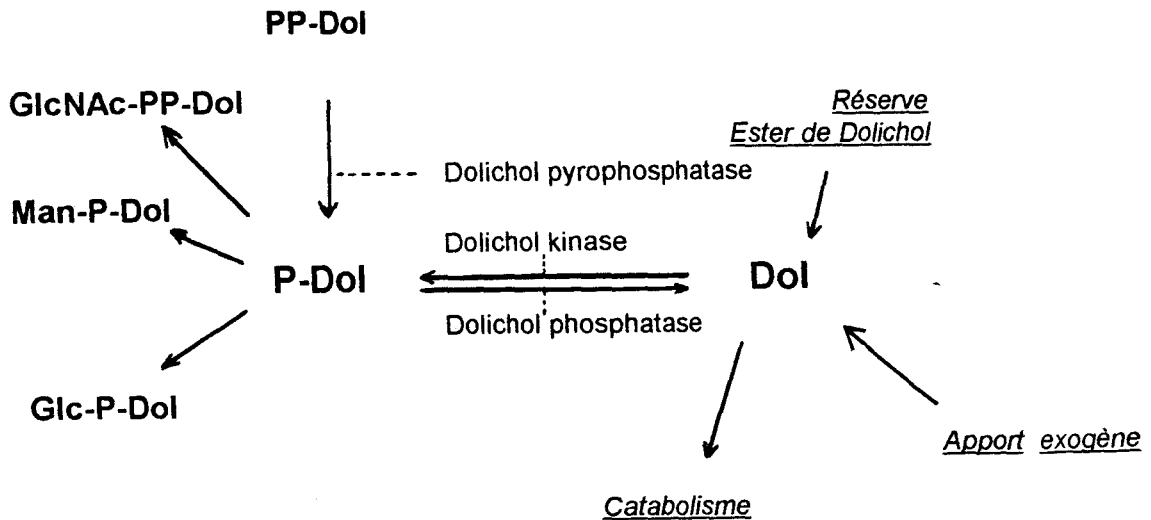 PP-Dol
GlcNAc-PP-Dol
Réserve
Ester de Dolichol
Dolichol pyrophosphatase
Man-P-Dol
Dolichol kinase
P-Dol
Dol
Dolichol phosphatase
Glc-P-Dol
Apport exogène
Catabolisme